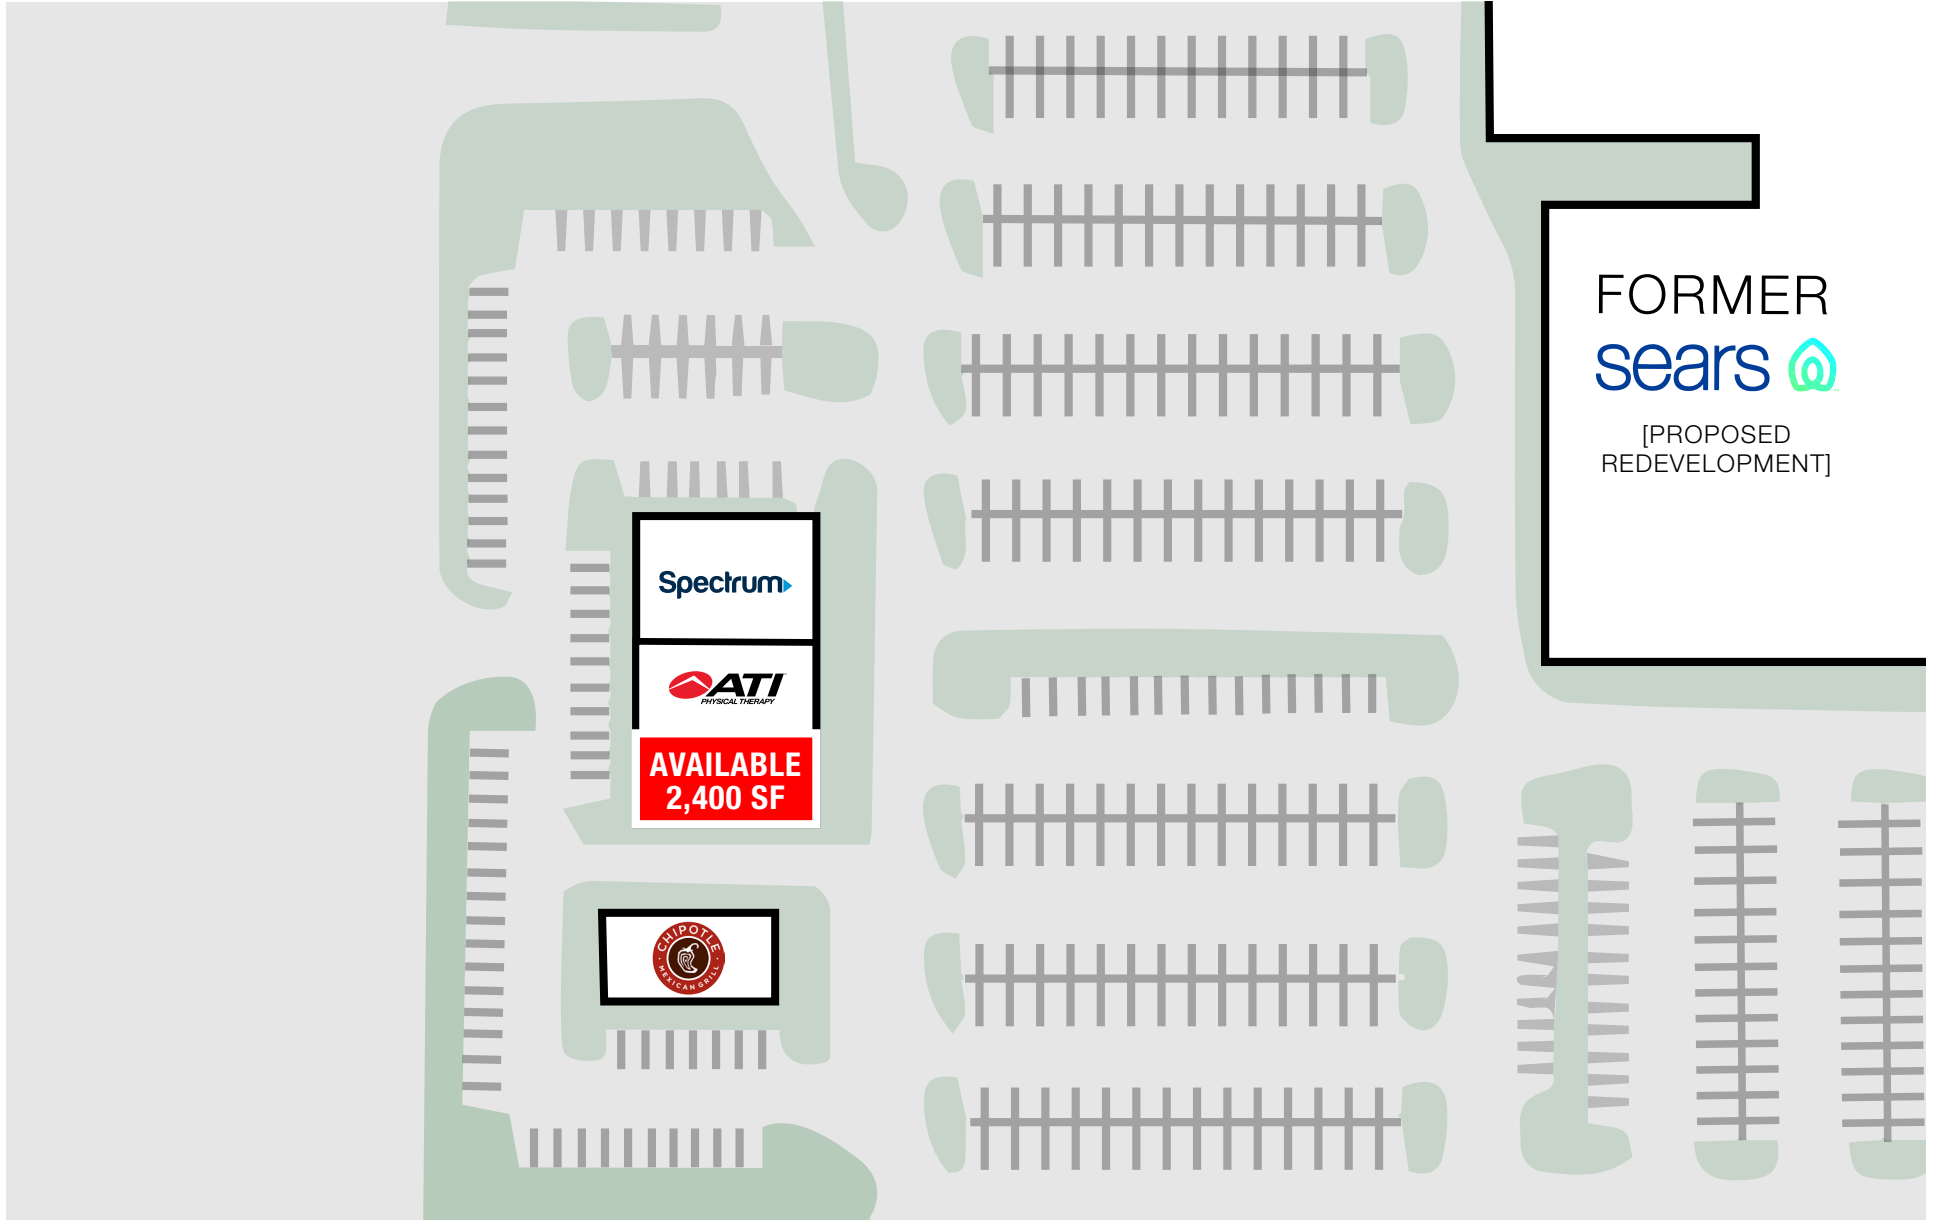 FORMER
sears
[PROPOSED
REDEVELOPMENT]
Spectrum
ATI
PHYSICAL THERAPY
AVAILABLE
2,400 SF
CHIPOTLE
MEXICAN GRILL